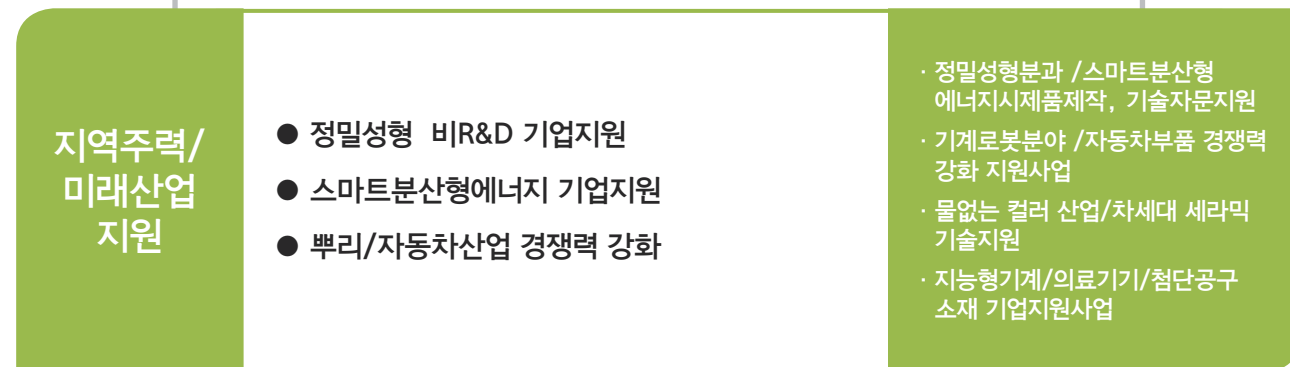 지역주력/
미래산업
지원
● 정밀성형 비R&D 기업지원
● 스마트분산형에너지 기업지원
● 뿌리/자동차산업 경쟁력 강화
· 정밀성형분과 /스마트분산형
에너지시제품제작, 기술자문지원
· 기계로봇분야 /자동차부품 경쟁력
강화 지원사업
· 물없는 컬러 산업/차세대 세라믹
기술지원
· 지능형기계/의료기기/첨단공구
소재 기업지원사업